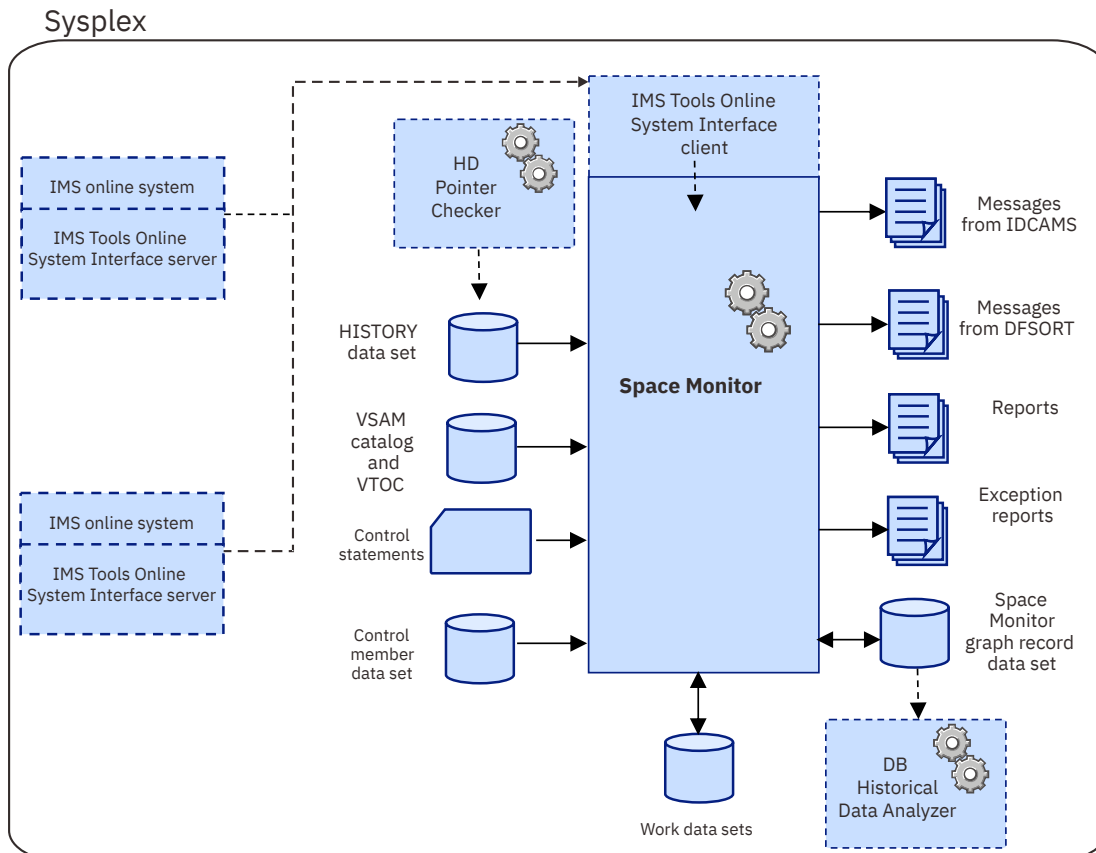 Sysplex
IMS online system
IMS Tools Online
System Interface server
IMS online system
IMS Tools Online
System Interface server
HD
Pointer
Checker
HISTORY
data set
VSAM
catalog
and
VTOC
Control
statements
Control
member
data set
IMS Tools Online
System Interface
client
Space Monitor
Work data sets
Messages
from IDCAMS
Messages
from DFSORT
Reports
Exception
reports
Space
Monitor
graph record
data set
DB
Historical
Data Analyzer